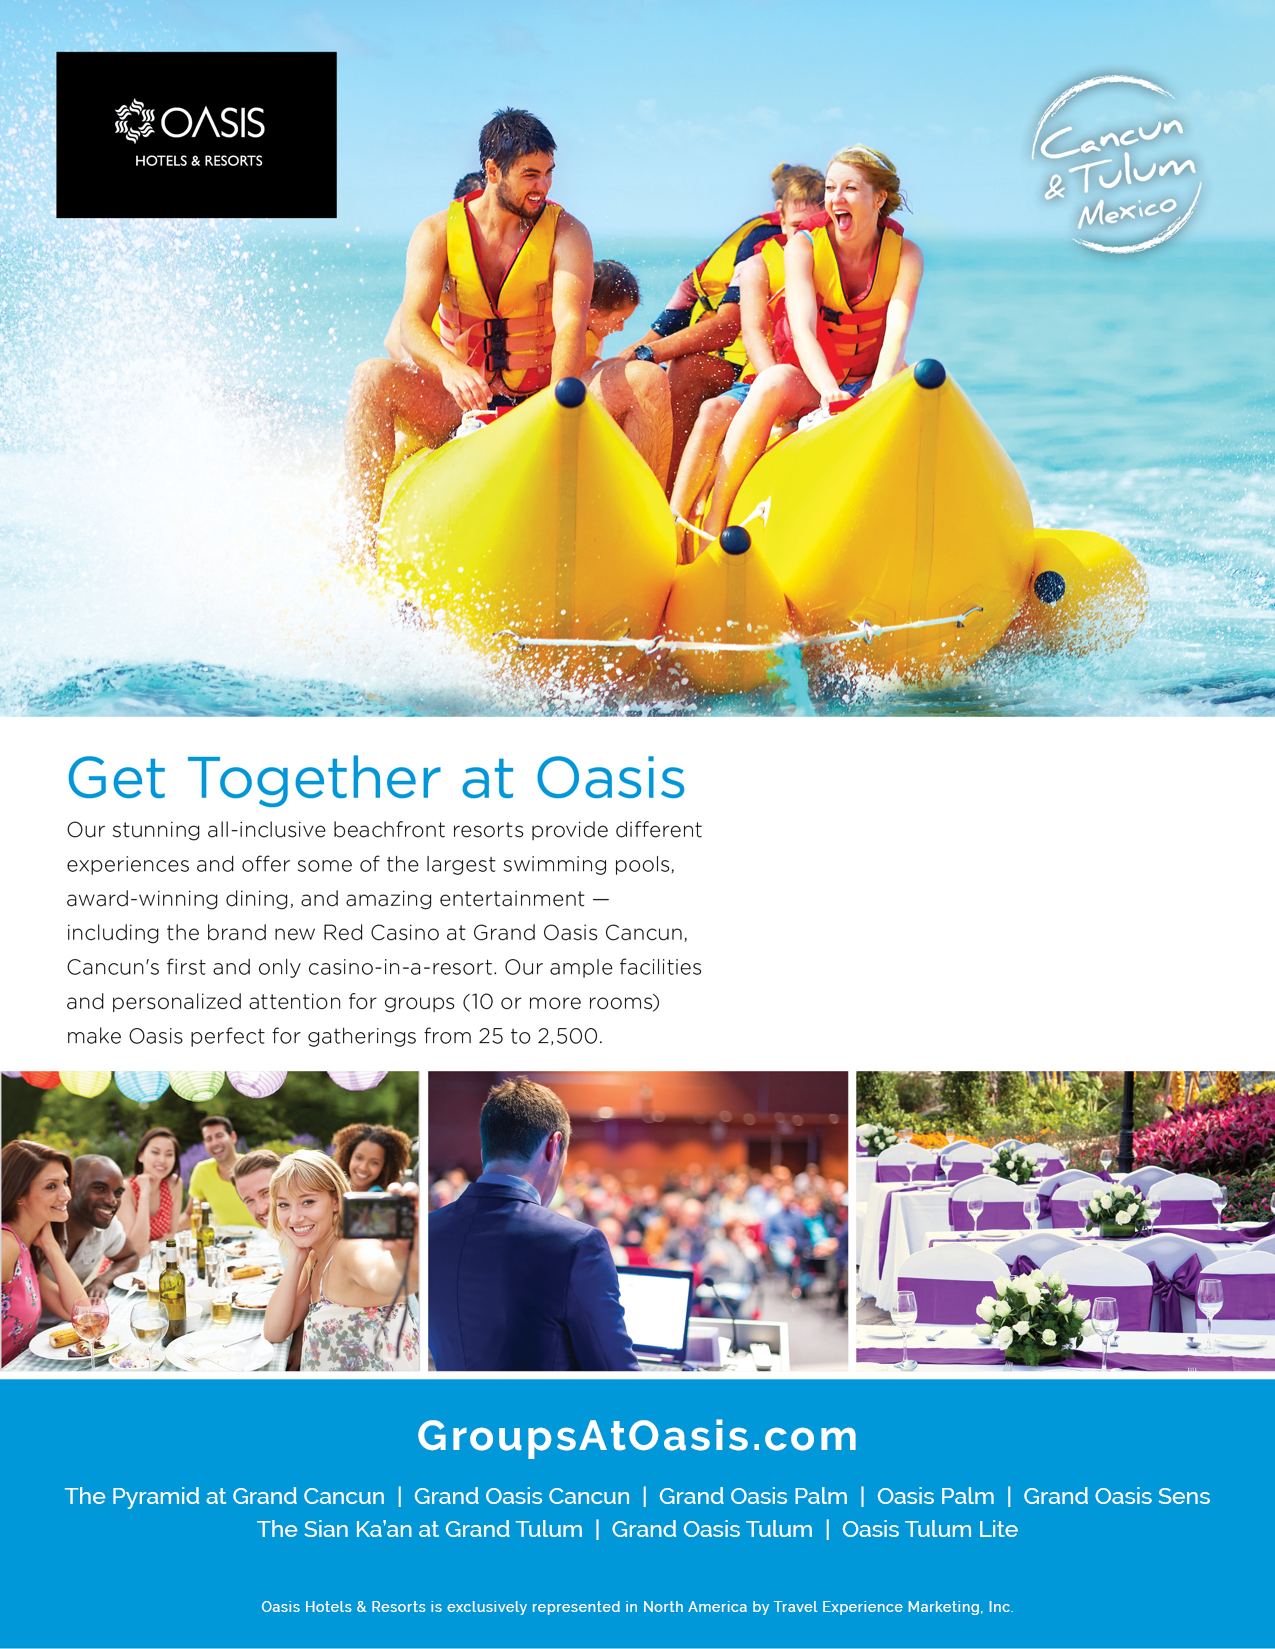 OASIS
HOTELS & RESORTS
Cancun
& Tulum
Mexico
Get Together at Oasis
Our stunning all-inclusive beachfront resorts provide different
experiences and offer some of the largest swimming pools,
award-winning dining, and amazing entertainment —
including the brand new Red Casino at Grand Oasis Cancun,
Cancun's first and only casino-in-a-resort. Our ample facilities
and personalized attention for groups (10 or more rooms)
make Oasis perfect for gatherings from 25 to 2,500.
GroupsAtOasis.com
The Pyramid at Grand Cancun | Grand Oasis Cancun | Grand Oasis Palm | Oasis Palm | Grand Oasis Sens
The Sian Ka’an at Grand Tulum | Grand Oasis Tulum | Oasis Tulum Lite
Oasis Hotels & Resorts is exclusively represented in North America by Travel Experience Marketing, Inc.